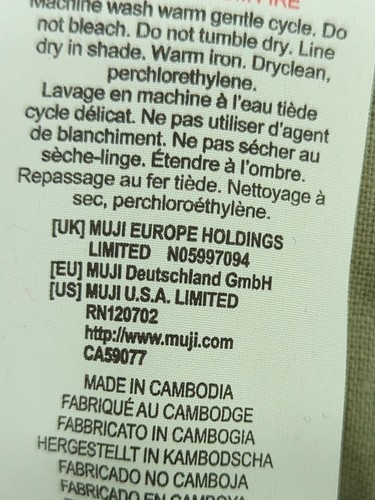 Machine wash warm gentle cycle. Do
not bleach. Do not tumble dry. Line
dry in shade. Warm iron. Dryclean,
perchlorethylene.
Lavage en machine à l'eau tiède
cycle délicat. Ne pas utiliser d'agent
de blanchiment. Ne pas sécher au
sèche-linge. Étendre à l'ombre.
Repassage au fer tiède. Nettoyage à
sec, perchloroéthylène.
[UK] MUJI EUROPE HOLDINGS
LIMITED N05997094
[EU] MUJI Deutschland GmbH
[US] MUJI U.S.A. LIMITED
RN120702
http://www.muji.com
CA59077
MADE IN CAMBODIA
FABRIQUÉ AU CAMBODGE
FABBRICATO IN CAMBOGIA
HERGESTELLT IN KAMBODSCHA
FABRICADO NO CAMBOJA
FABRICADO EN CAMBOYA